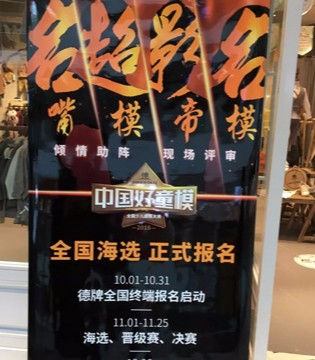 名超影名
嘴模帝模
倾情助阵 现场评审
中国好童模
2018
全国海选 正式报名
10.01-10.31
德牌全国终端报名启动
11.01-11.25
海选、晋级赛、决赛